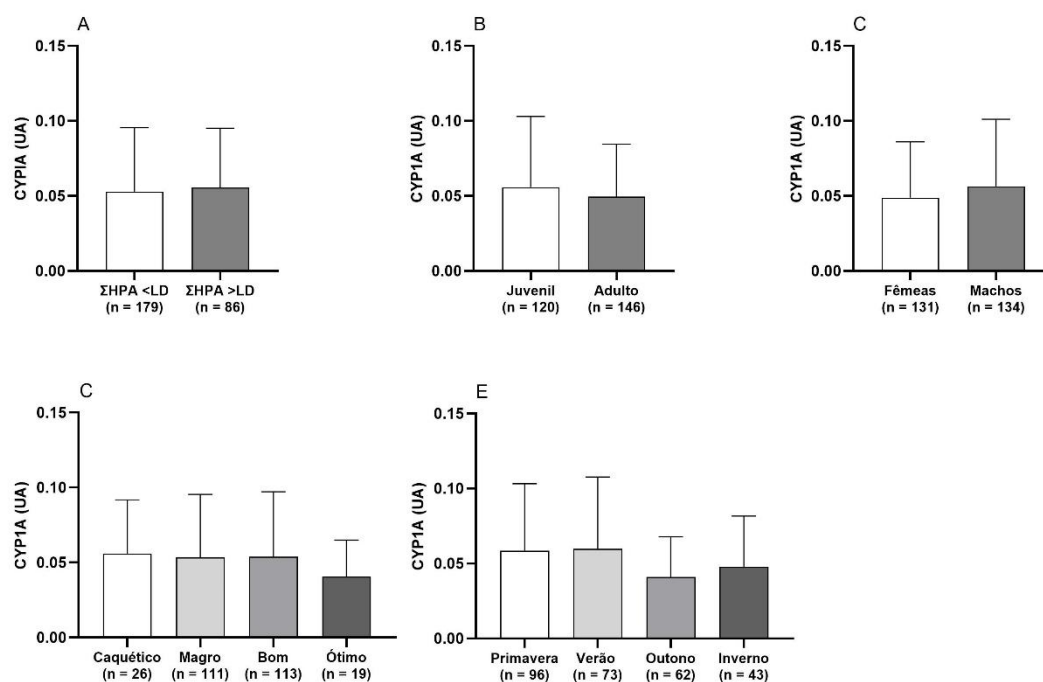 A
CYPIA (UA)
0.15
0.10
0.05
0.00
ΣHPA <LD ΣHPA >LD
(n = 179) (n = 86)
B
CYP1A (UA)
0.15
0.10
0.05
0.00
Juvenil Adulto
(n = 120) (n = 146)
C
CYP1A (UA)
0.15
0.10
0.05
0.00
Fêmeas Machos
(n = 131) (n = 134)
C
CYP1A (UA)
0.15
0.10
0.05
0.00
Caquético Magro Bom Ótimo
(n = 26) (n = 111) (n = 113) (n = 19)
E
CYP1A (UA)
0.15
0.10
0.05
0.00
Primavera Verão Outono Inverno
(n = 96) (n = 73) (n = 62) (n = 43)